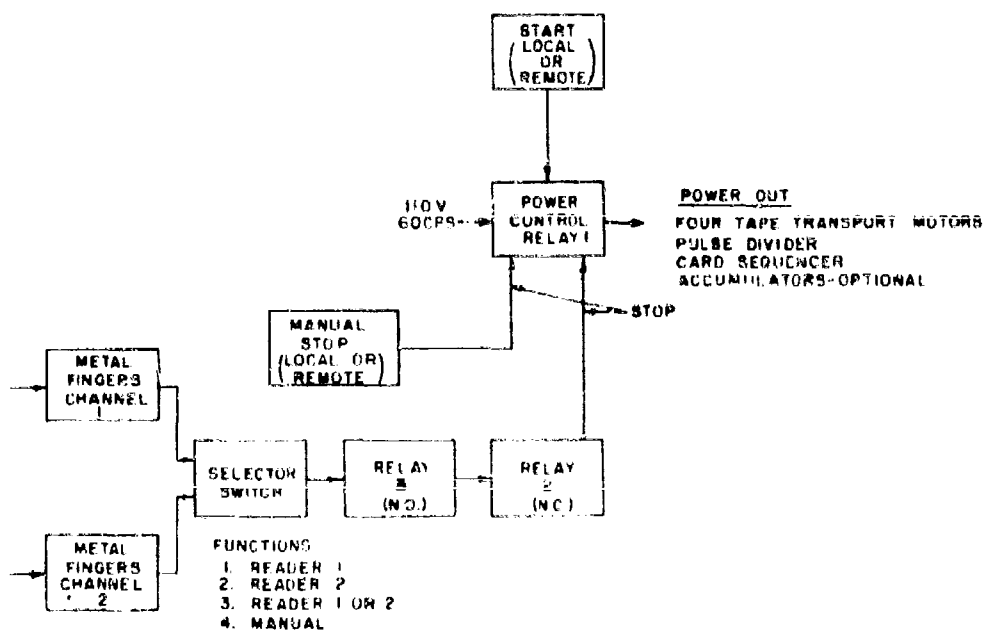 START
(LOCAL
OR
REMOTE)
110 V
60CPS
POWER
CONTROL
RELAY 1
POWER OUT
FOUR TAPE TRANSPORT MOTORS
PULSE DIVIDER
CARD SEQUENCER
ACCUMULATORS-OPTIONAL
STOP
MANUAL
STOP
(LOCAL OR
REMOTE)
METAL
FINGERS
CHANNEL
1
SELECTOR
SWITCH
RELAY
(N.O.)
RELAY
2
(N.C.)
METAL
FINGERS
CHANNEL
2
FUNCTIONS
1. READER 1
2. READER 2
3. READER 1 OR 2
4. MANUAL